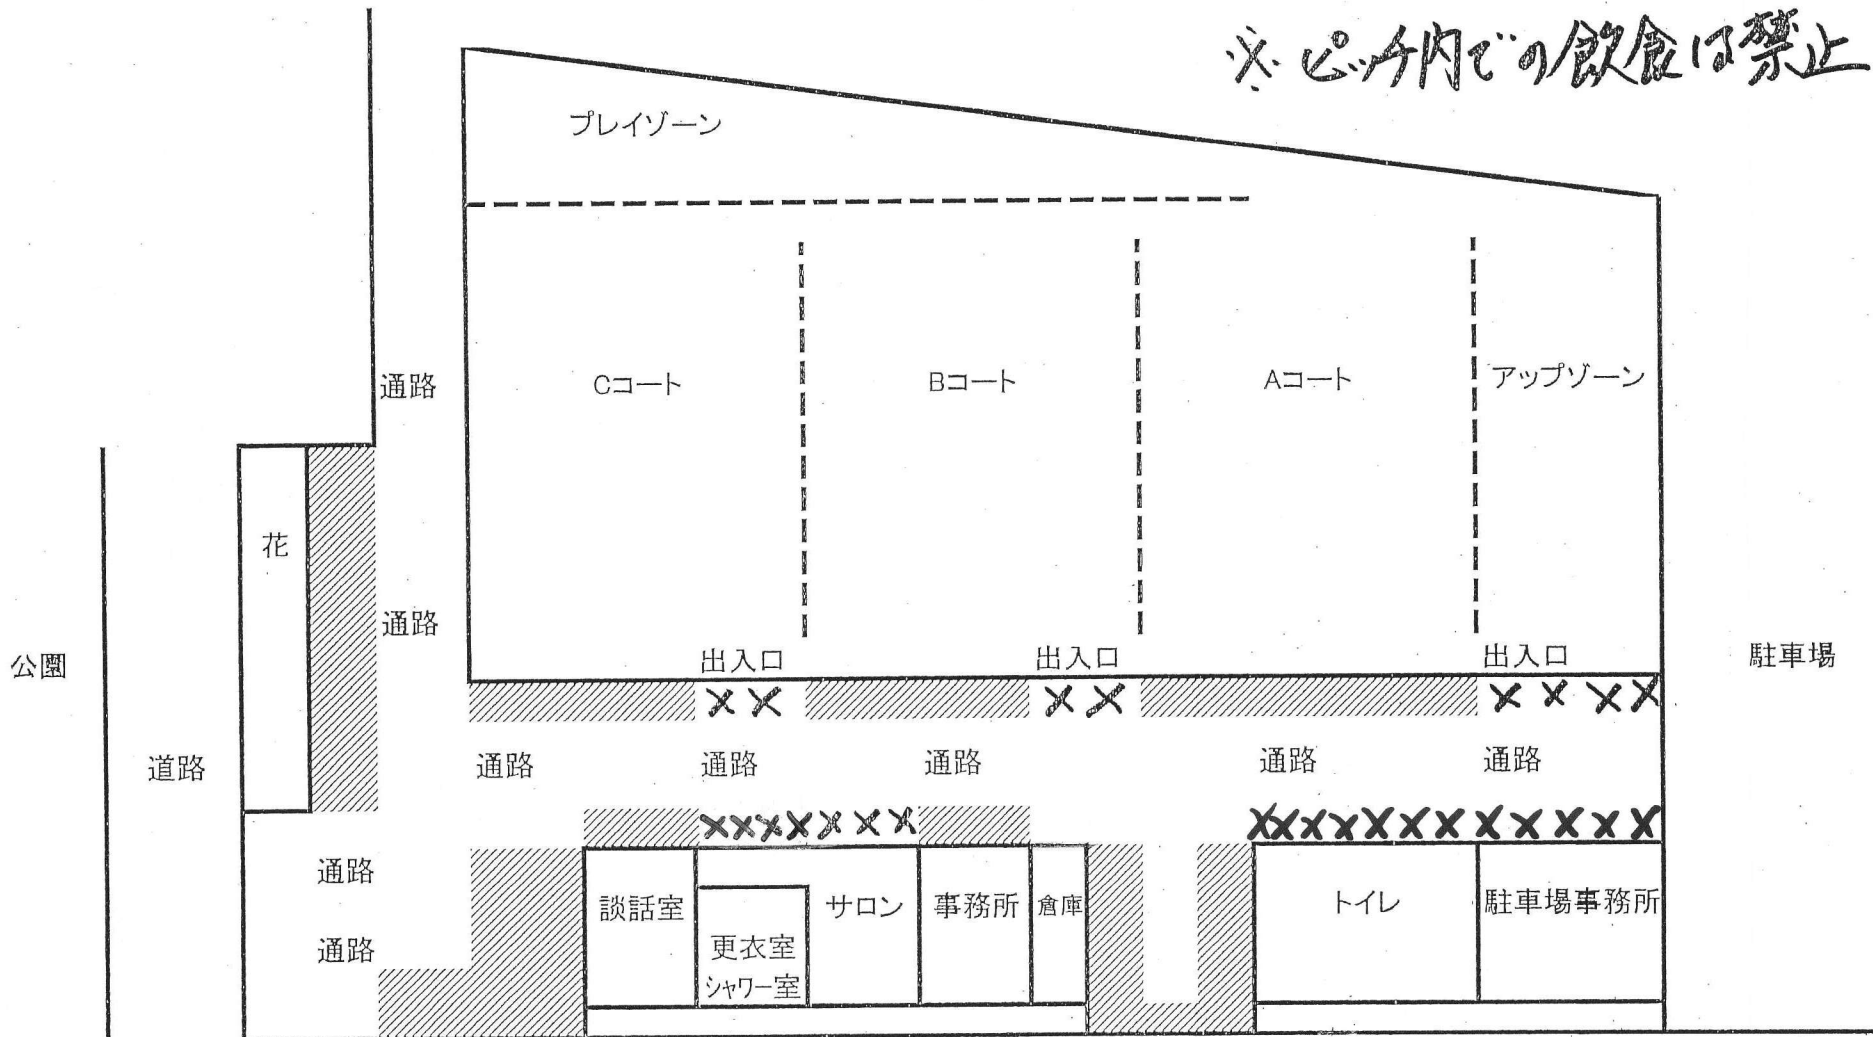 ※ピッチ内での飲食は禁止
プレイゾーン
通路
Cコート
Bコート
Aコート
アップゾーン
花
通路
公園
出入口
出入口
出入口
駐車場
×× ×× ××××
道路
通路
通路
通路
通路
通路
××××××× ××××××××××××
通路
談話室
サロン
事務所
倉庫
トイレ
駐車場事務所
通路
更衣室
シャワー室